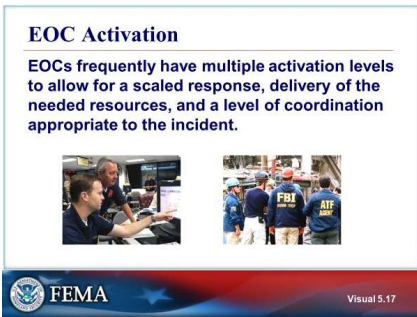 EOC Activation
EOCs frequently have multiple activation levels
to allow for a scaled response, delivery of the
needed resources, and a level of coordination
appropriate to the incident.
FBI
ATF
AGENT
FEMA
Visual 5.17